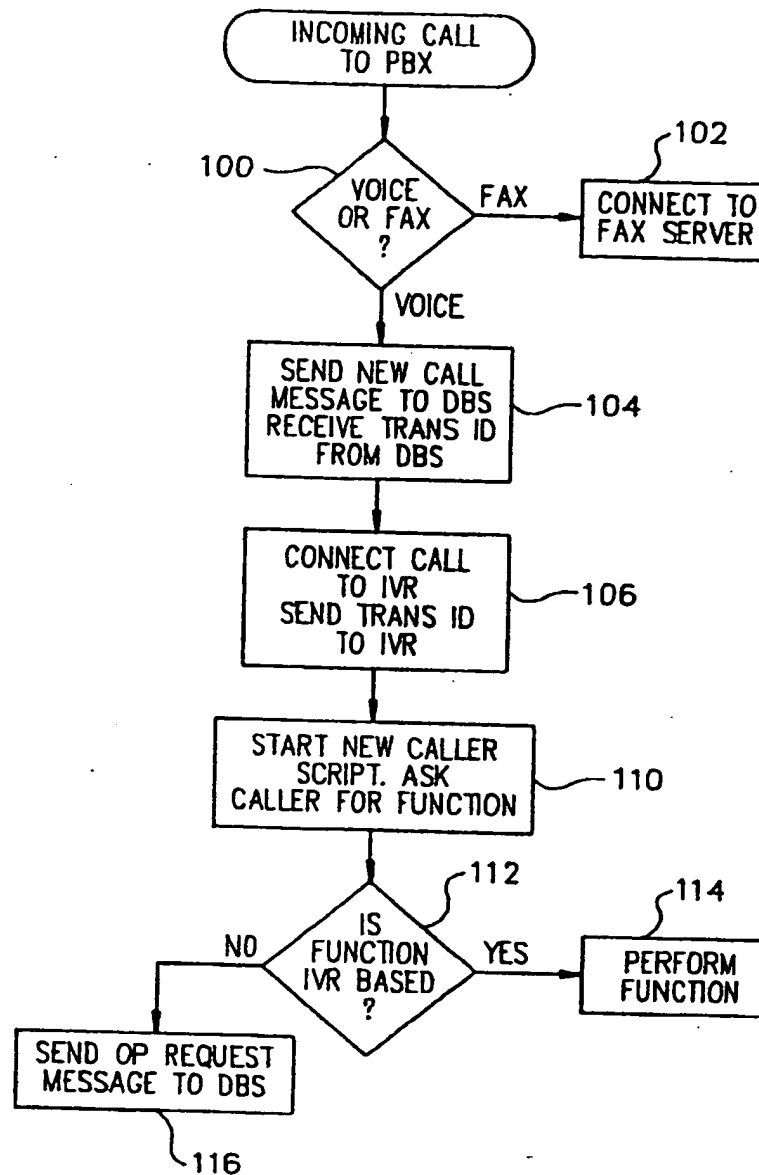 INCOMING CALL
TO PBX
100
VOICE
OR FAX
?
FAX
102
CONNECT TO
FAX SERVER
VOICE
SEND NEW CALL
MESSAGE TO DBS
RECEIVE TRANS ID
FROM DBS
104
CONNECT CALL
TO IVR
SEND TRANS ID
TO IVR
106
START NEW CALLER
SCRIPT. ASK
CALLER FOR FUNCTION
110
112
IS
FUNCTION
IVR BASED
?
NO
YES
114
PERFORM
FUNCTION
SEND OP REQUEST
MESSAGE TO DBS
116